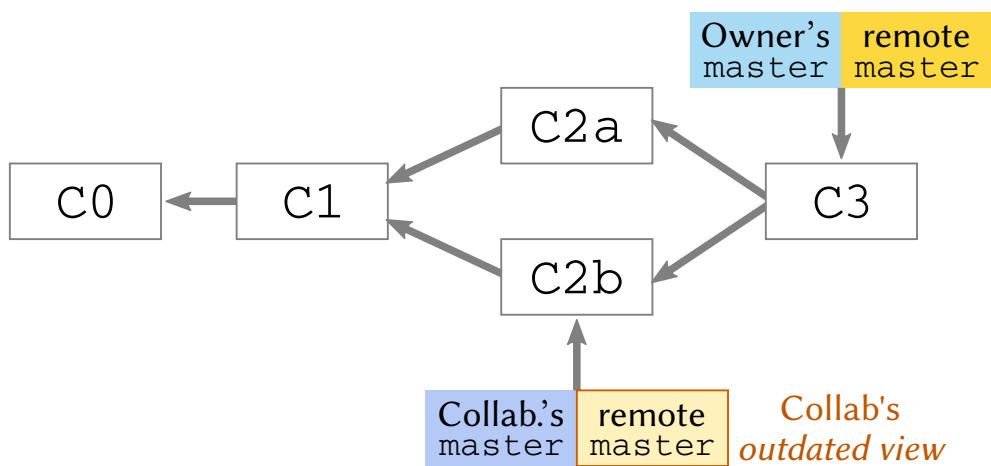 Owner's remote
master master
C2a
C0 C1 C3
C2b
Collab.'s remote Collab's
master master outdated view